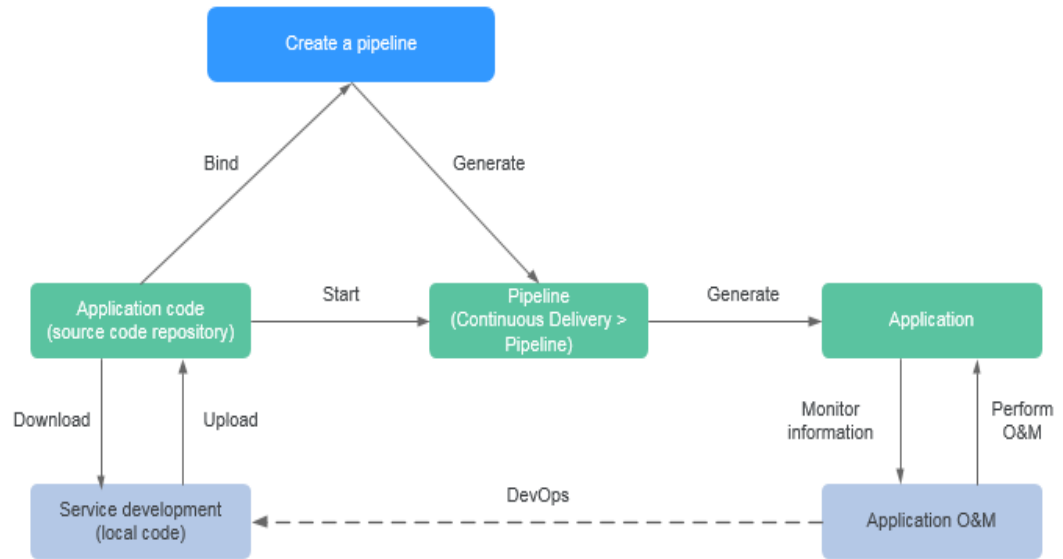 Create a pipeline
Bind
Generate
Application code
(source code repository)
Start
Pipeline
(Continuous Delivery >
Pipeline)
Generate
Application
Download
Upload
Monitor
information
Perform
O&M
Service development
(local code)
DevOps
Application O&M